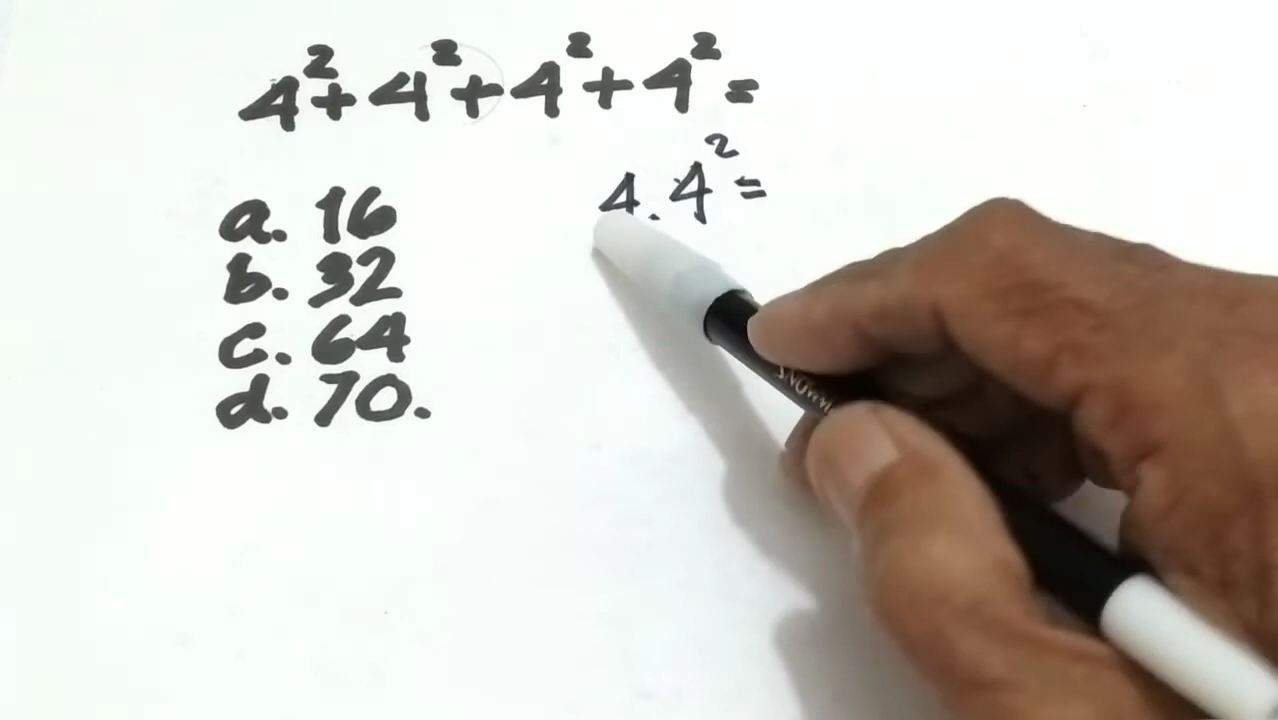 4²+4²+4²+4²=
4.4²=
a. 16
b. 32
c. 64
d. 70.